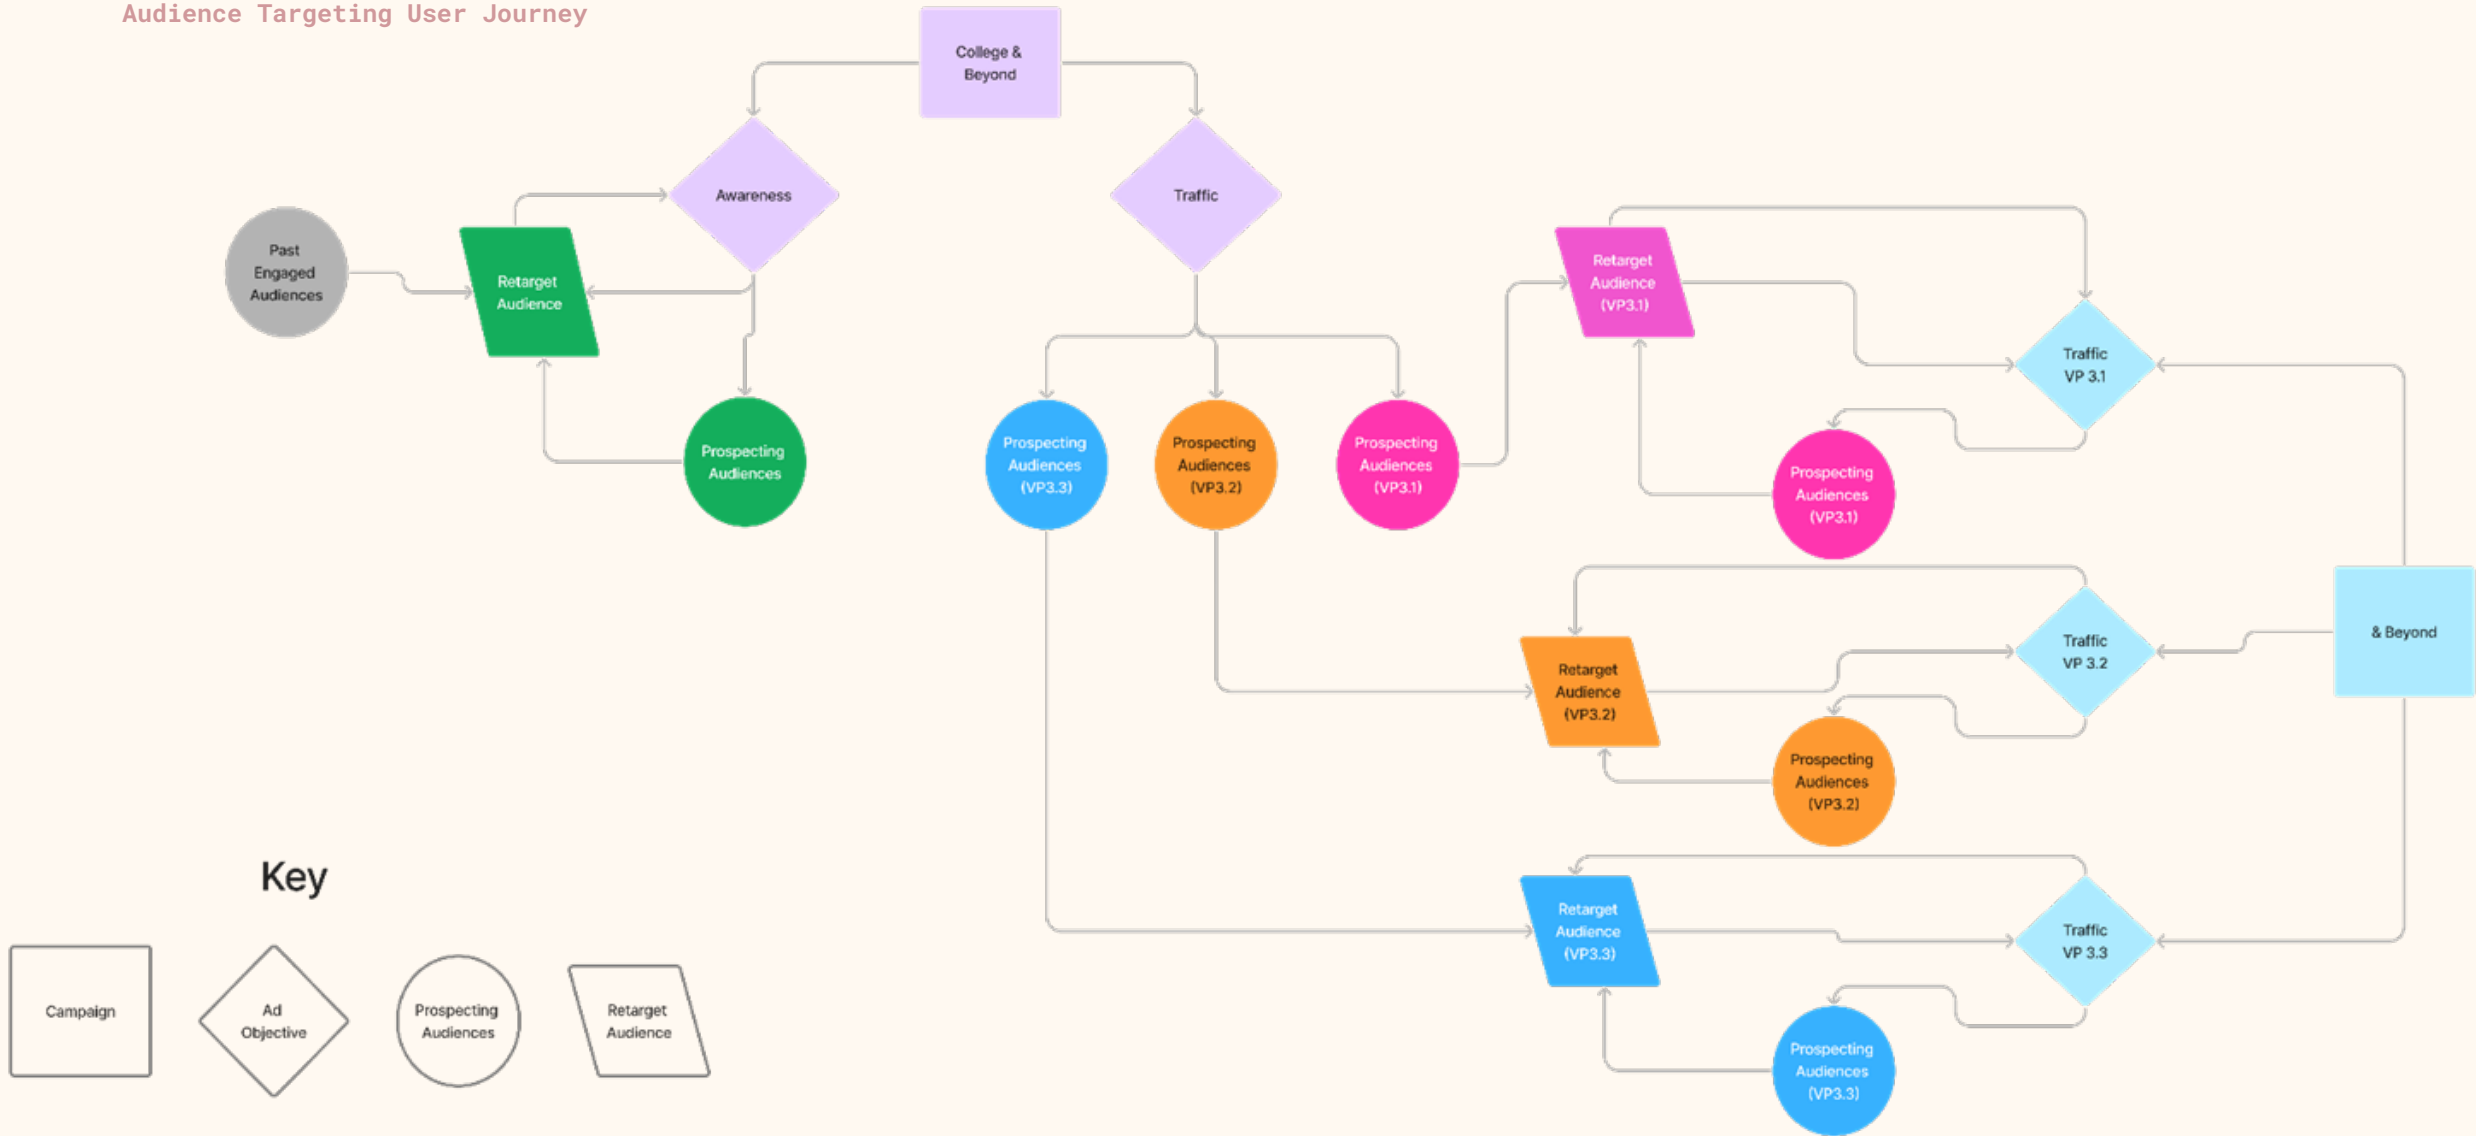 Audience Targeting User Journey
College &
Beyond
Awareness
Traffic
Past
Engaged
Audiences
Retarget
Audience
Prospecting
Audiences
Prospecting
Audiences
(VP3.3)
Prospecting
Audiences
(VP3.2)
Prospecting
Audiences
(VP3.1)
Retarget
Audience
(VP3.1)
Traffic
VP 3.1
Prospecting
Audiences
(VP3.1)
& Beyond
Retarget
Audience
(VP3.2)
Traffic
VP 3.2
Prospecting
Audiences
(VP3.2)
Retarget
Audience
(VP3.3)
Traffic
VP 3.3
Prospecting
Audiences
(VP3.3)
Key
Campaign
Ad
Objective
Prospecting
Audiences
Retarget
Audience